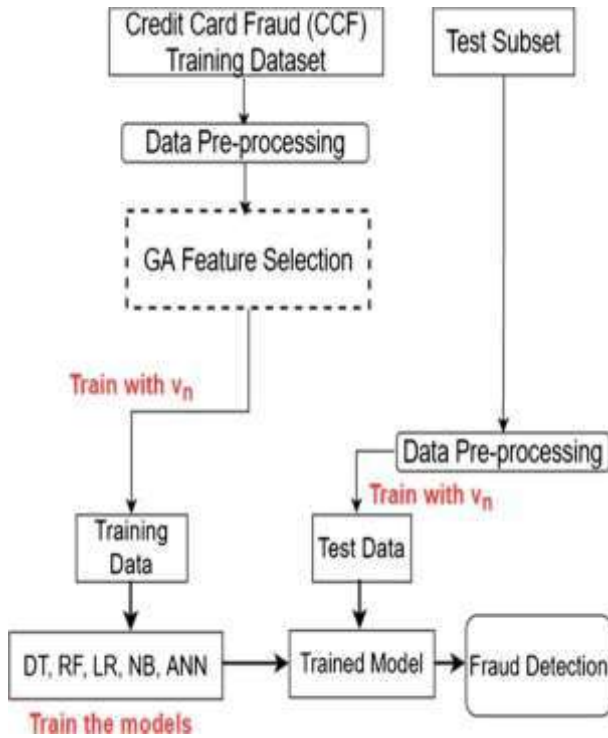 Credit Card Fraud (CCF)
Training Dataset
Test Subset
Data Pre-processing
GA Feature Selection
Train with vₙ
Data Pre-processing
Train with vₙ
Training
Data
Test Data
DT, RF, LR, NB, ANN
Trained Model
Fraud Detection
Train the models